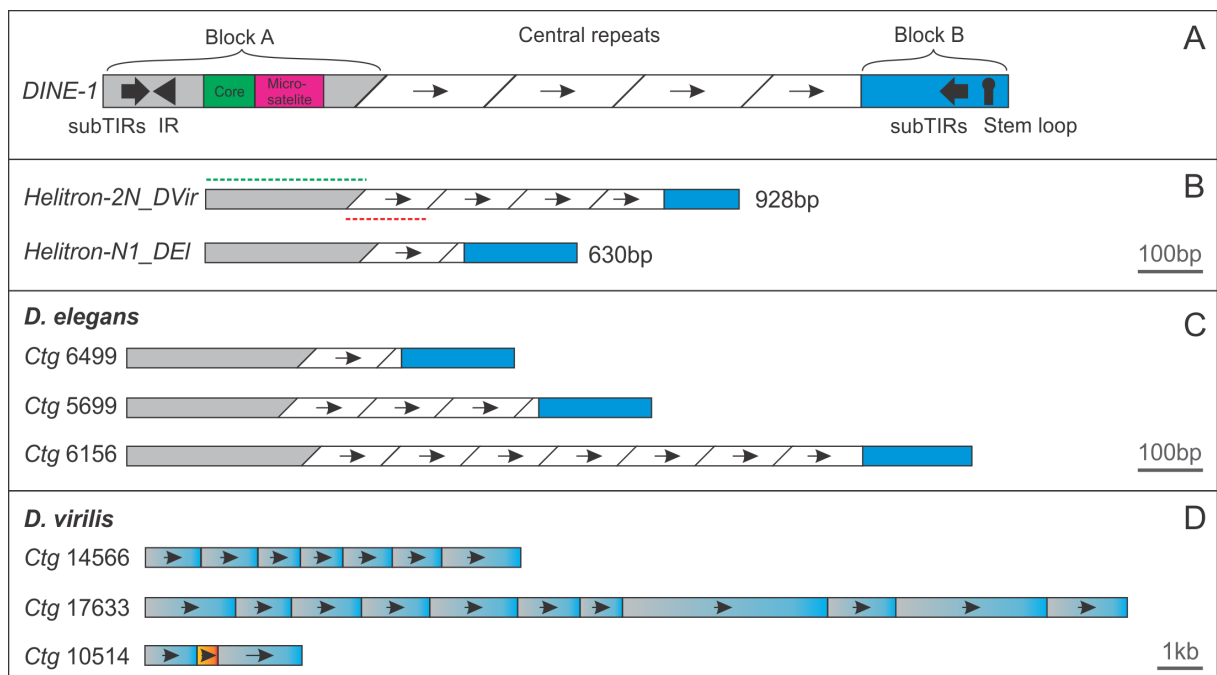 Block A Central repeats Block B A
DINE-1 Core Micro-
satelite
subTIRs IR subTIRs Stem loop
B
Helitron-2N_DVir 928bp
Helitron-N1_DEl 630bp
100bp
D. elegans C
Ctg 6499
Ctg 5699
Ctg 6156 100bp
D. virilis D
Ctg 14566
Ctg 17633
Ctg 10514 1kb